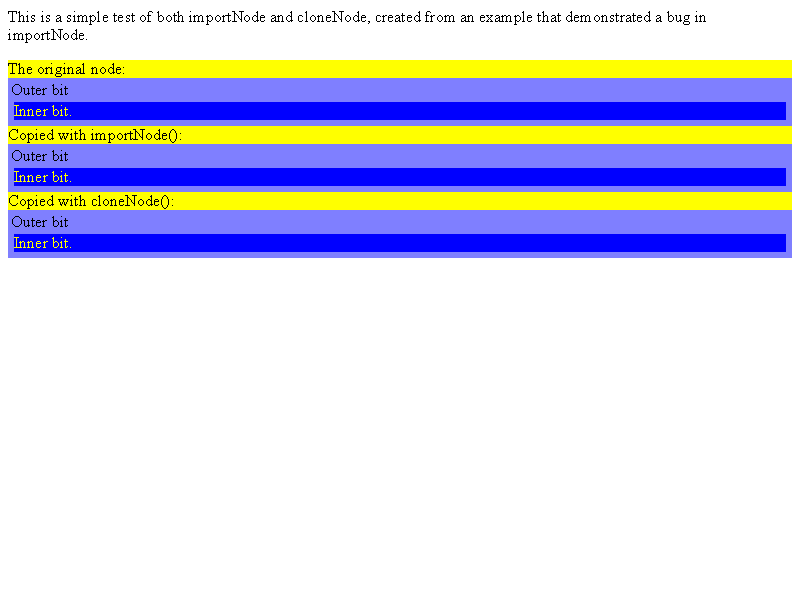 This is a simple test of both importNode and cloneNode, created from an example that demonstrated a bug in
importNode.
The original node:
Outer bit
Inner bit.
Copied with importNode():
Outer bit
Inner bit.
Copied with cloneNode():
Outer bit
Inner bit.